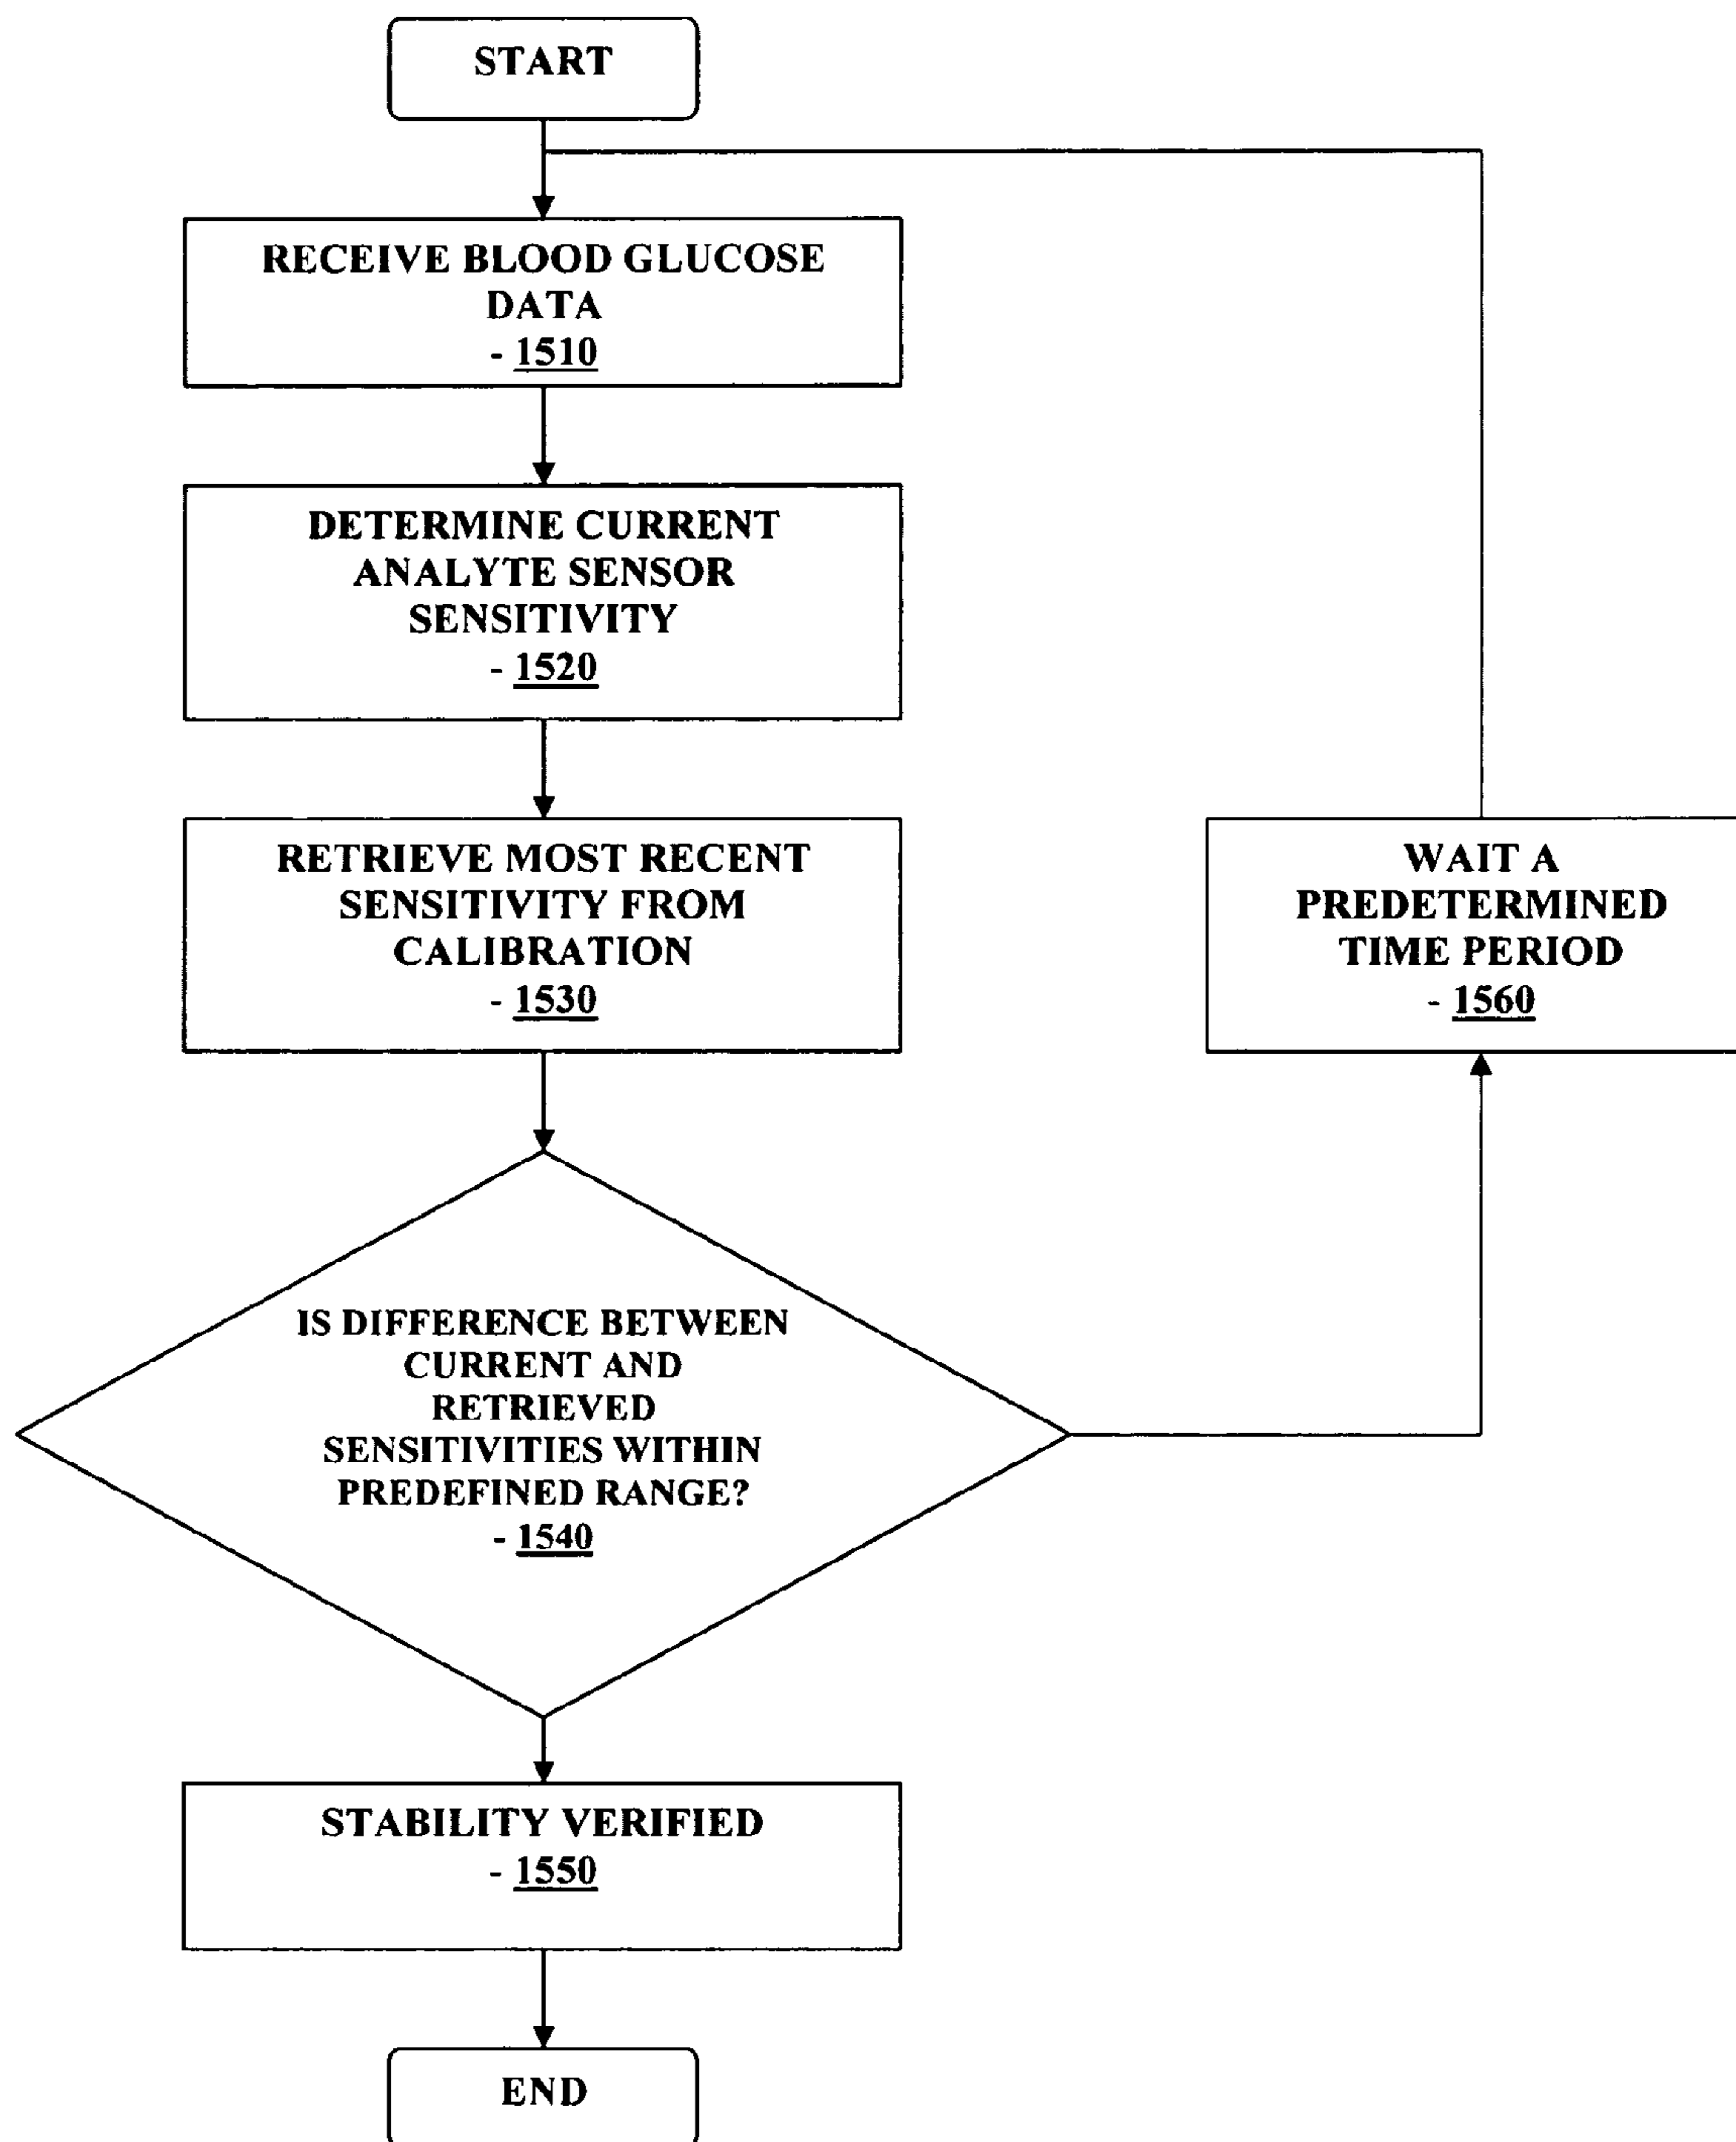 START
RECEIVE BLOOD GLUCOSE
DATA
- 1510
DETERMINE CURRENT
ANALYTE SENSOR
SENSITIVITY
- 1520
RETRIEVE MOST RECENT
SENSITIVITY FROM
CALIBRATION
- 1530
WAIT A
PREDETERMINED
TIME PERIOD
- 1560
IS DIFFERENCE BETWEEN
CURRENT AND
RETRIEVED
SENSITIVITIES WITHIN
PREDEFINED RANGE?
- 1540
STABILITY VERIFIED
- 1550
END